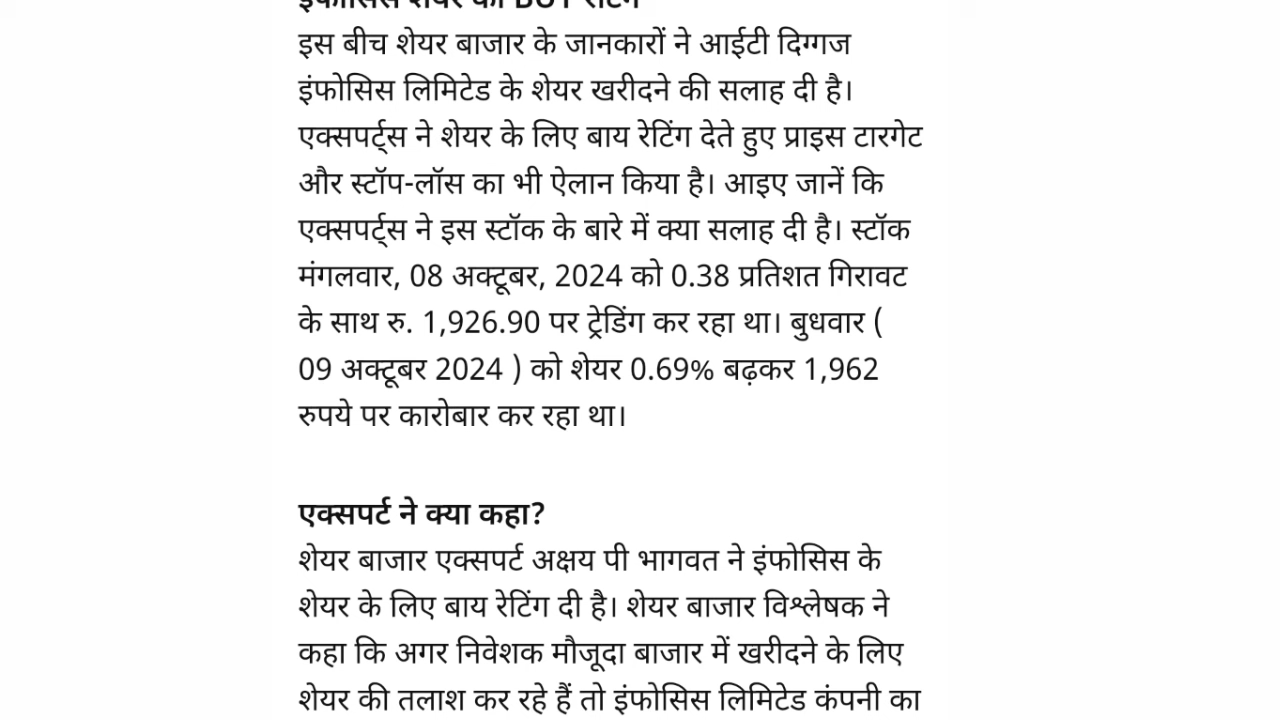 इंफोसिस शेयर को BUY रेटिंग
इस बीच शेयर बाजार के जानकारों ने आईटी दिग्गज
इंफोसिस लिमिटेड के शेयर खरीदने की सलाह दी है।
एक्सपर्ट्स ने शेयर के लिए बाय रेटिंग देते हुए प्राइस टारगेट
और स्टॉप-लॉस का भी ऐलान किया है। आइए जानें कि
एक्सपर्ट्स ने इस स्टॉक के बारे में क्या सलाह दी है। स्टॉक
मंगलवार, 08 अक्टूबर, 2024 को 0.38 प्रतिशत गिरावट
के साथ रु. 1,926.90 पर ट्रेडिंग कर रहा था। बुधवार (
09 अक्टूबर 2024 ) को शेयर 0.69% बढ़कर 1,962
रुपये पर कारोबार कर रहा था।
एक्सपर्ट ने क्या कहा?
शेयर बाजार एक्सपर्ट अक्षय पी भागवत ने इंफोसिस के
शेयर के लिए बाय रेटिंग दी है। शेयर बाजार विश्लेषक ने
कहा कि अगर निवेशक मौजूदा बाजार में खरीदने के लिए
शेयर की तलाश कर रहे हैं तो इंफोसिस लिमिटेड कंपनी का